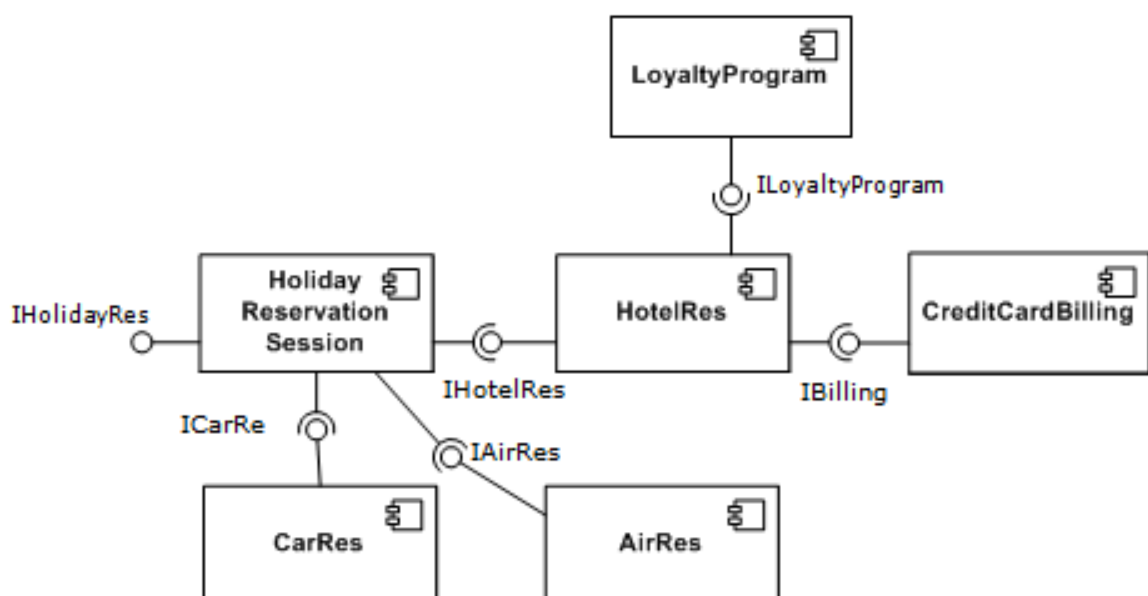 LoyaltyProgram
ILoyaltyProgram
Holiday
Reservation
Session
HotelRes
CreditCardBilling
IHolidayRes
IHotelRes
IBilling
ICarRe
IAirRes
CarRes
AirRes